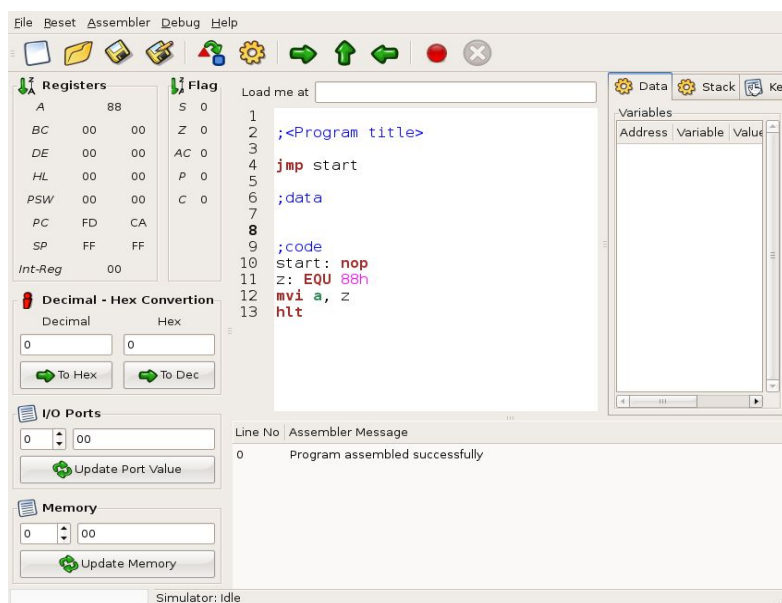 File Reset Assembler Debug Help
Registers
A 88
BC 00 00
DE 00 00
HL 00 00
PSW 00 00
PC FD CA
SP FF FF
Int-Reg 00
Flag
S 0
Z 0
AC 0
P 0
C 0
Decimal - Hex Convertion
Decimal Hex
0 0
To Hex To Dec
I/O Ports
0 00
Update Port Value
Memory
0 00
Update Memory
Load me at
1
2 ;<Program title>
3
4 jmp start
5
6 ;data
7
8
9 ;code
10 start: nop
11 z: EQU 88h
12 mvi a, z
13 hlt
Data Stack Ke
Variables
Address Variable Value
Line No Assembler Message
0 Program assembled successfully
Simulator: Idle